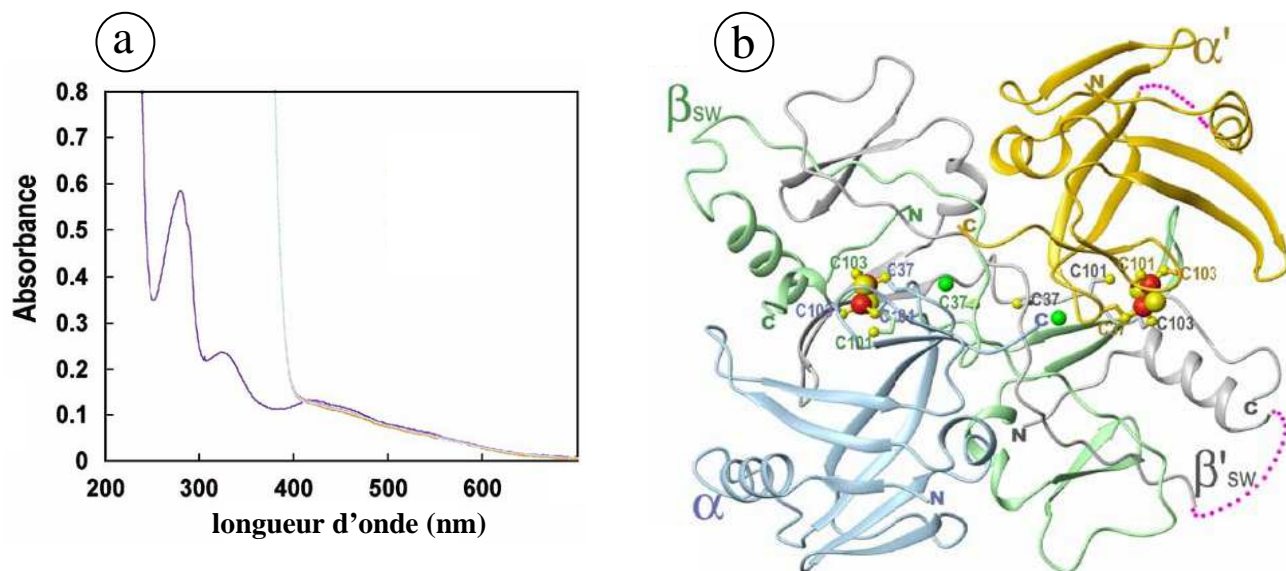 a
b
0.8
0.7
0.6
0.5
0.4
0.3
0.2
0.1
0
Absorbance
200 300 400 500 600
longueur d'onde (nm)
α'
N
βSW
N
C
C103
C37
C101
C101
C103
C37
C37
C103
C101
C101
C
C37
C103
C
C
N
N
α
β'SW